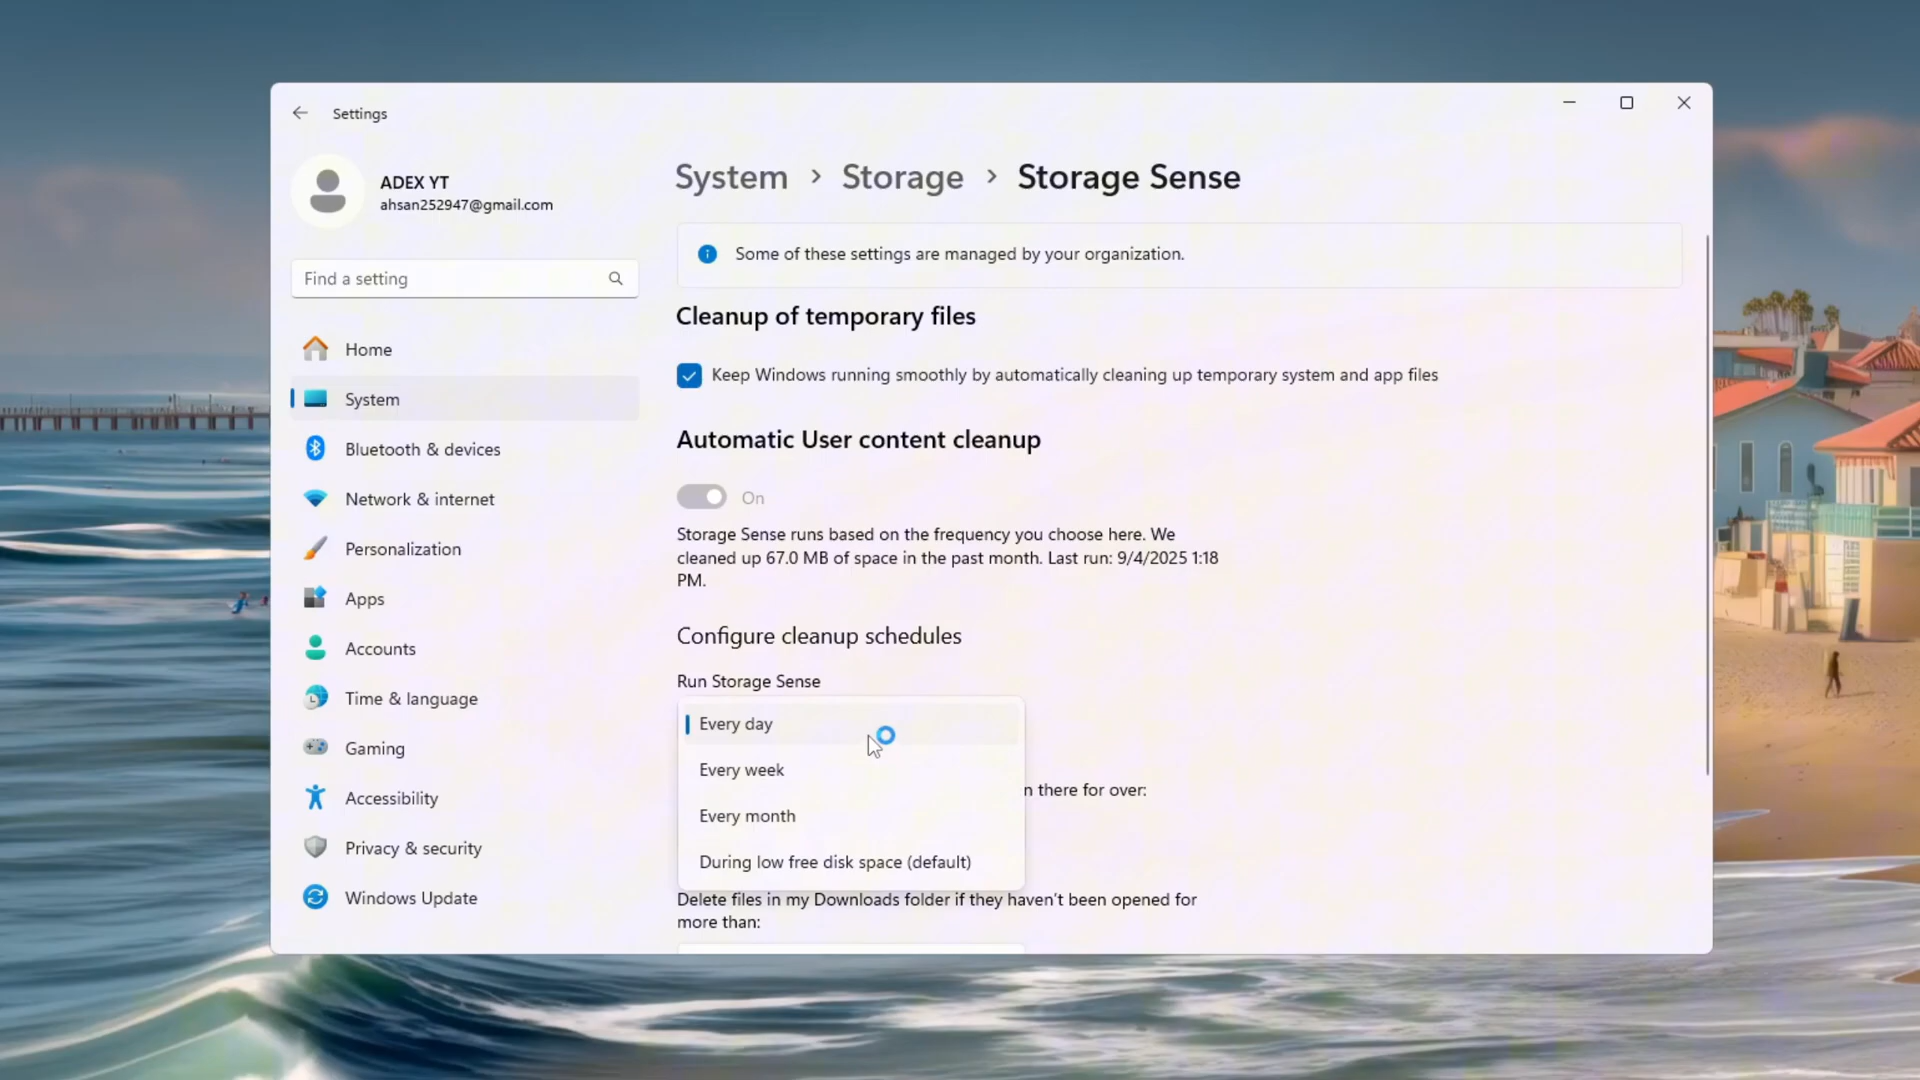 Settings
ADEX YT
ahsan252947@gmail.com
Find a setting
Home
System
Bluetooth & devices
Network & internet
Personalization
Apps
Accounts
Time & language
Gaming
Accessibility
Privacy & security
Windows Update
System > Storage > Storage Sense
Some of these settings are managed by your organization.
Cleanup of temporary files
Keep Windows running smoothly by automatically cleaning up temporary system and app files
Automatic User content cleanup
On
Storage Sense runs based on the frequency you choose here. We
cleaned up 67.0 MB of space in the past month. Last run: 9/4/2025 1:18
PM.
Configure cleanup schedules
Run Storage Sense
Every day
Every week
n there for over:
Every month
During low free disk space (default)
Delete files in my Downloads folder if they haven't been opened for
more than: